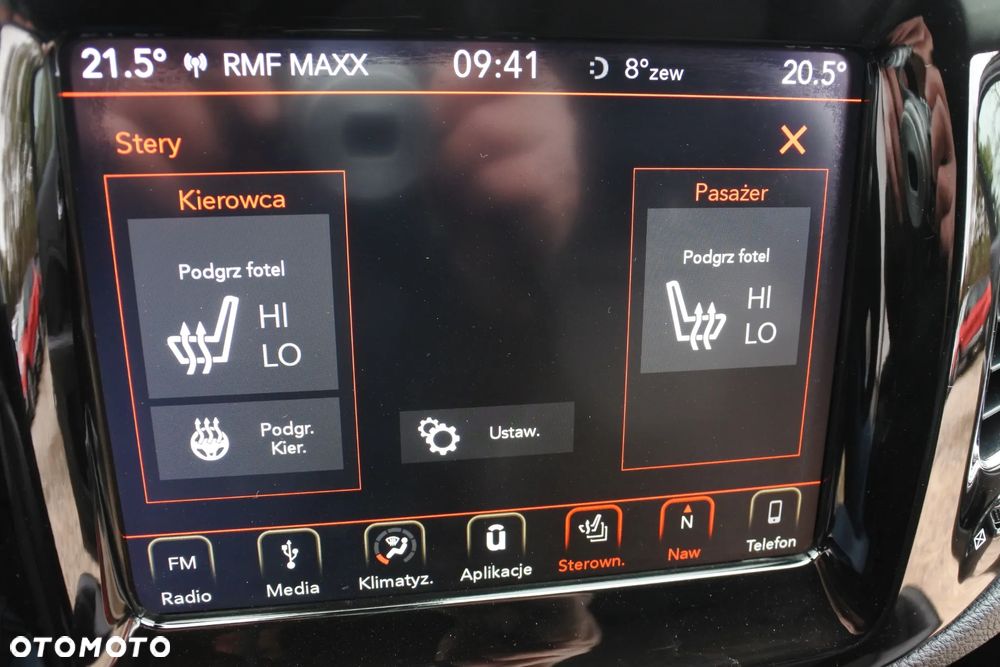 21.5° RMF MAXX 09:41 8°zew 20.5°
Stery
Kierowca
Podgrz fotel
HI
LO
Podgr.
Kier.
Ustaw.
Pasażer
Podgrz fotel
HI
LO
FM
Radio
Media
Klimatyz.
Aplikacje
Sterown.
N
Naw
Telefon
OTOMOTO